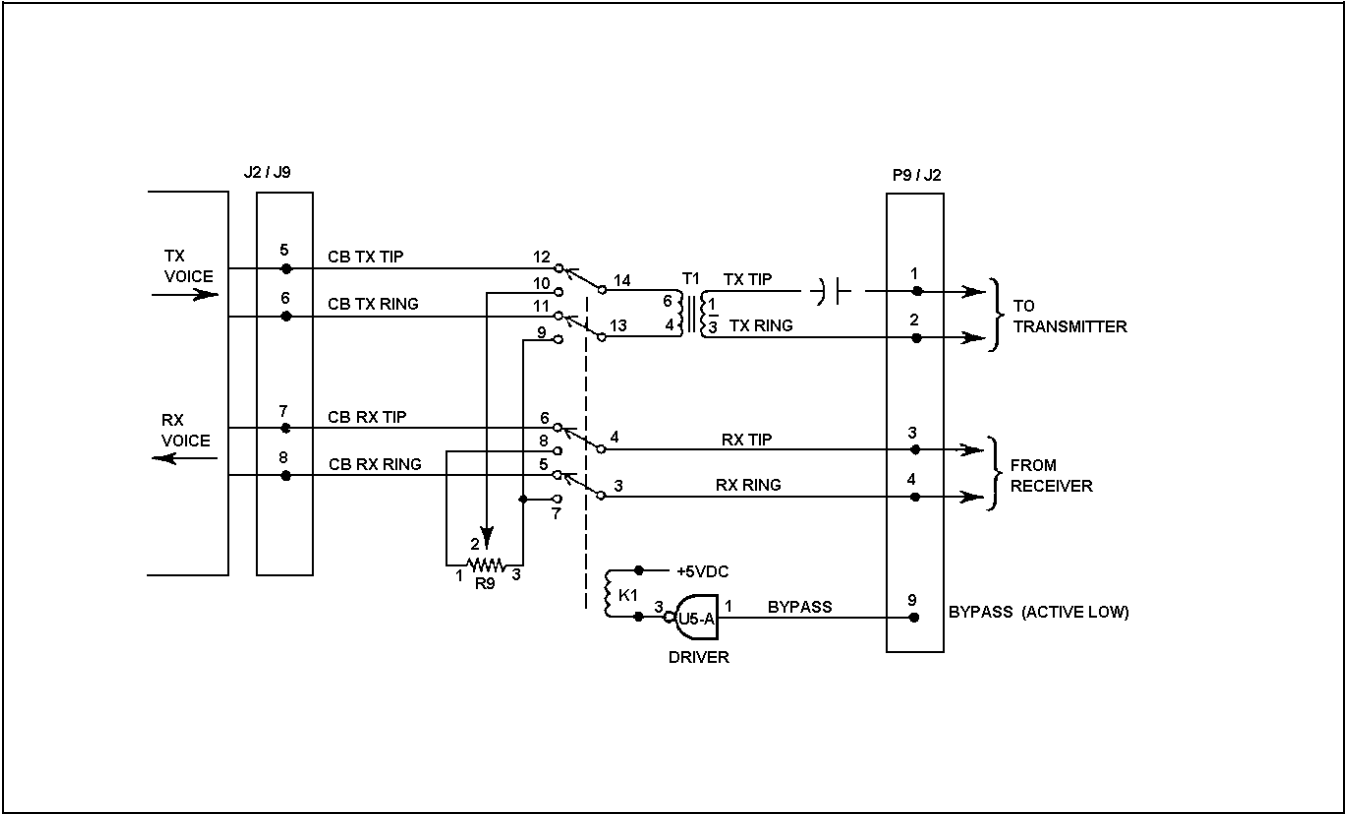 J2 / J9
P9 / J2
TX
VOICE
5
CB TX TIP
12
10
14
T1
TX TIP
1
6
CB TX RING
11
9
13
6
4
1
3
TX RING
2
TO
TRANSMITTER
RX
VOICE
7
CB RX TIP
6
8
4
RX TIP
3
8
CB RX RING
5
7
3
RX RING
4
FROM
RECEIVER
2
1
3
R9
+5VDC
K1
3
U5-A
1
BYPASS
9
BYPASS (ACTIVE LOW)
DRIVER